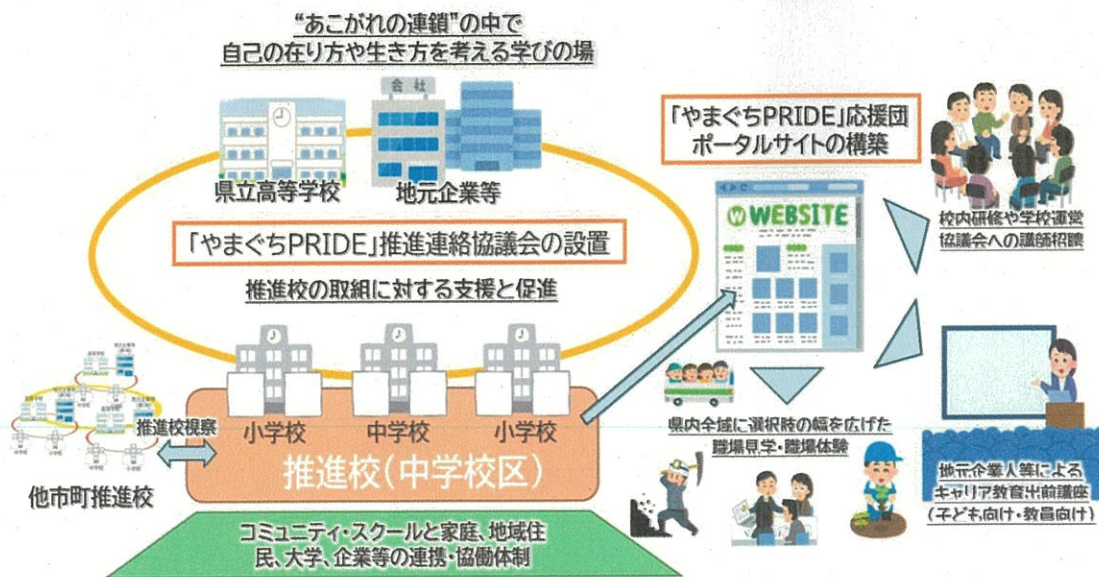 “あこがれの連鎖”の中で
自己の在り方や生き方を考える学びの場
会社
県立高等学校
地元企業等
「やまぐちPRIDE」推進連絡協議会の設置
推進校の取組に対する支援と促進
小学校
中学校
小学校
推進校（中学校区）
推進校視察
他市町推進校
コミュニティ・スクールと家庭、地域住
民、大学、企業等の連携・協働体制
「やまぐちPRIDE」応援団
ポータルサイトの構築
W WEBSITE
校内研修や学校運営
協議会への講師招聘
県内全域に選択肢の幅を広げた
職場見学・職場体験
地元企業人等による
キャリア教育出前講座
（子ども向け・教員向け）